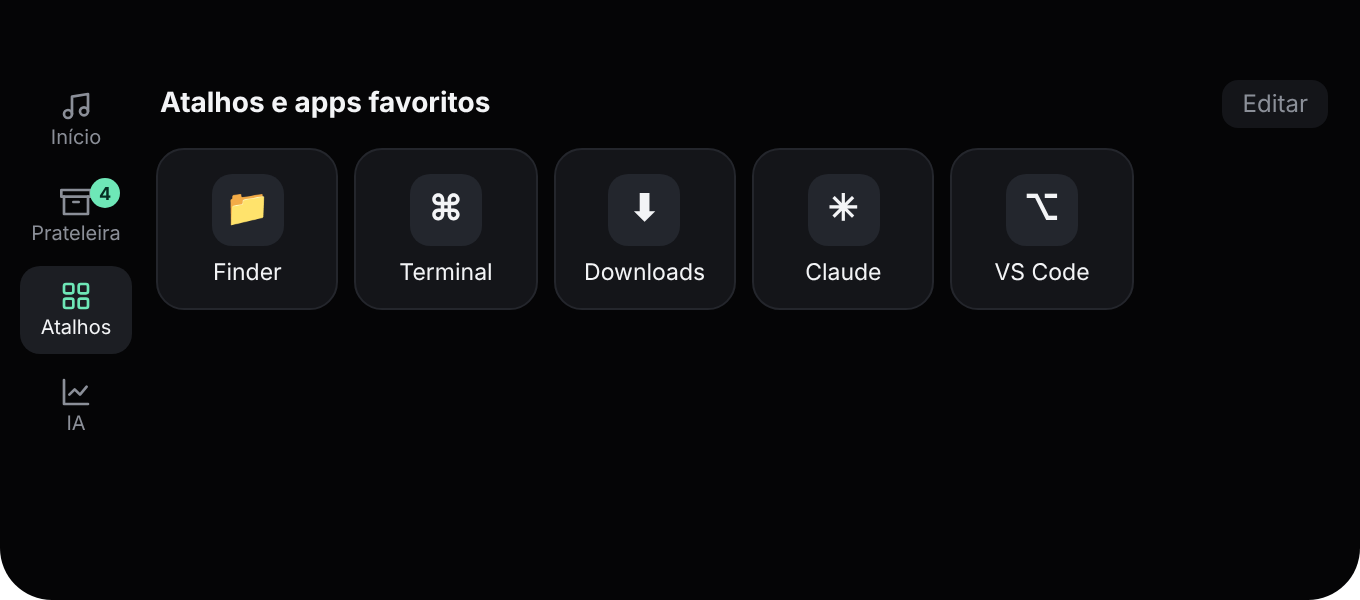 Início
4
Prateleira
Atalhos
IA
Atalhos e apps favoritos
Editar
Finder
⌘
Terminal
Downloads
Claude
⌥
VS Code